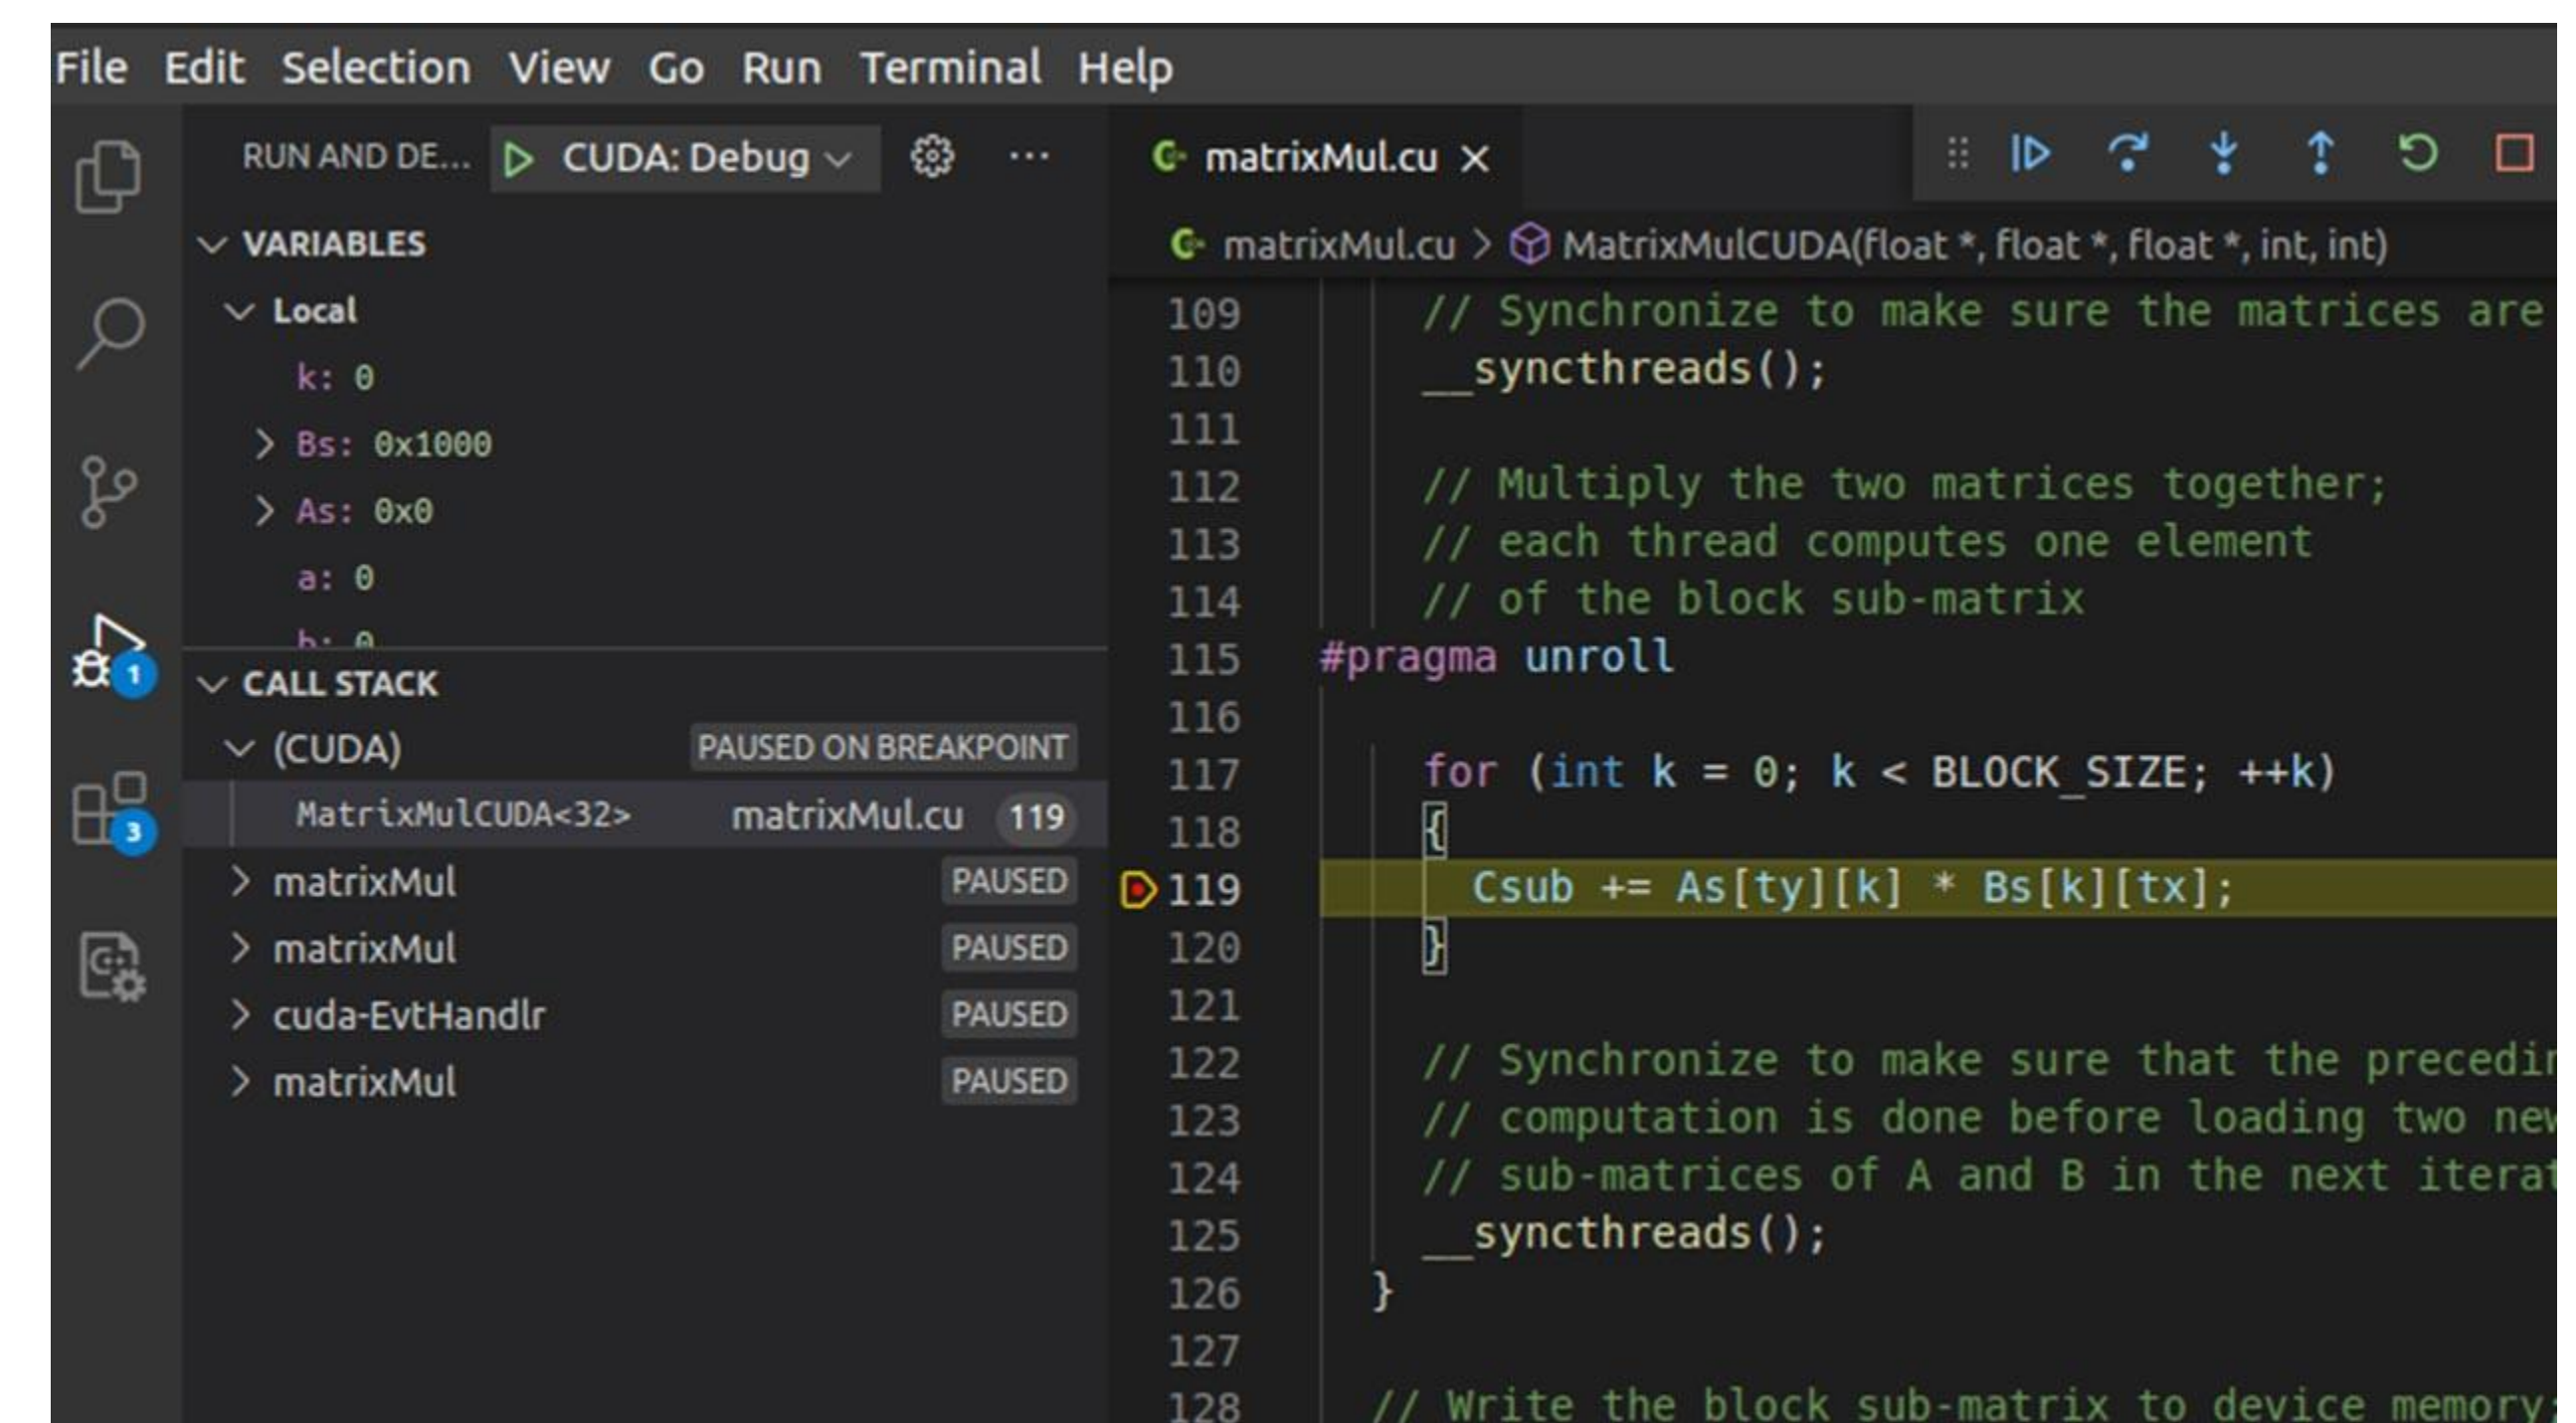 File Edit Selection View Go Run Terminal Help
RUN AND DE... CUDA: Debug
VARIABLES
Local
k: 0
Bs: 0x1000
As: 0x0
a: 0
b: 0
1
CALL STACK
(CUDA) PAUSED ON BREAKPOINT
MatrixMulCUDA<32> matrixMul.cu 119
3
matrixMul PAUSED
matrixMul PAUSED
cuda-EvtHandlr PAUSED
matrixMul PAUSED
matrixMul.cu
matrixMul.cu > MatrixMulCUDA(float *, float *, float *, int, int)
109 // Synchronize to make sure the matrices are
110 __syncthreads();
111
112 // Multiply the two matrices together;
113 // each thread computes one element
114 // of the block sub-matrix
115 #pragma unroll
116
117 for (int k = 0; k < BLOCK_SIZE; ++k)
118 {
119 Csub += As[ty][k] * Bs[k][tx];
120 }
121
122 // Synchronize to make sure that the
123 // computation is done before loading two
124 // sub-matrices of A and B in the next
125 __syncthreads();
126 }
127
128 // Write the block sub-matrix to device memory;